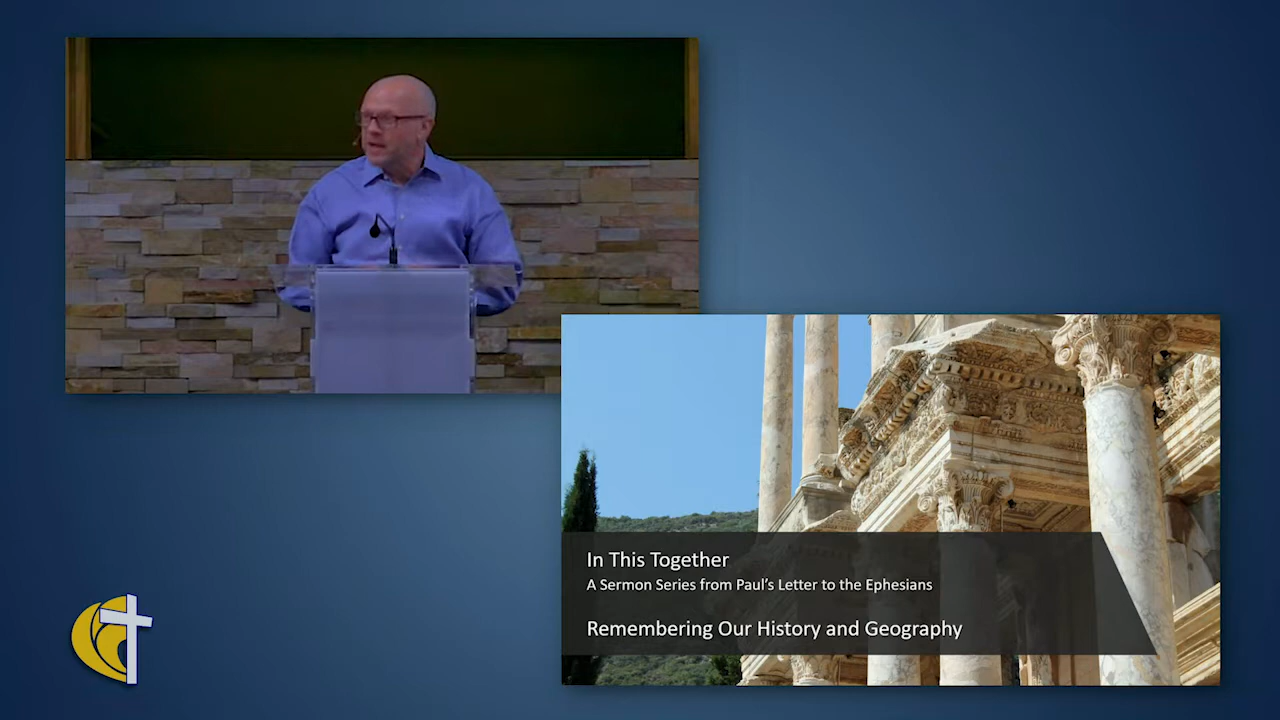 In This Together
A Sermon Series from Paul's Letter to the Ephesians
Remembering Our History and Geography